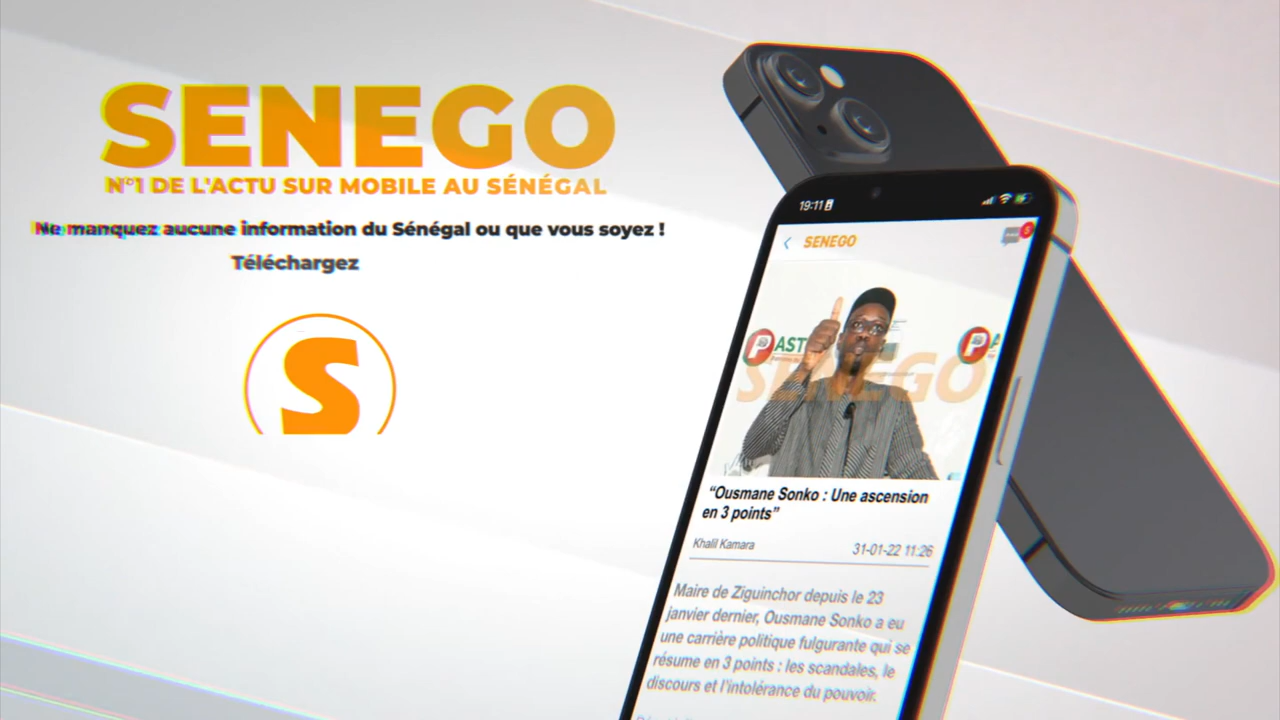 SENEGO
N°1 DE L'ACTU SUR MOBILE AU SÉNÉGAL
Ne manquez aucune information du Sénégal ou que vous soyez !
Téléchargez
S
19:11
SENEGO
PAST
P A
SENEGO
“Ousmane Sonko : Une ascension
en 3 points”
Khalil Kamara
31-01-22 11:26
Maire de Ziguinchor depuis le 23
janvier dernier, Ousmane Sonko a eu
une carrière politique fulgurante qui se
résume en 3 points : les scandales, le
discours et l'intolérance du pouvoir.